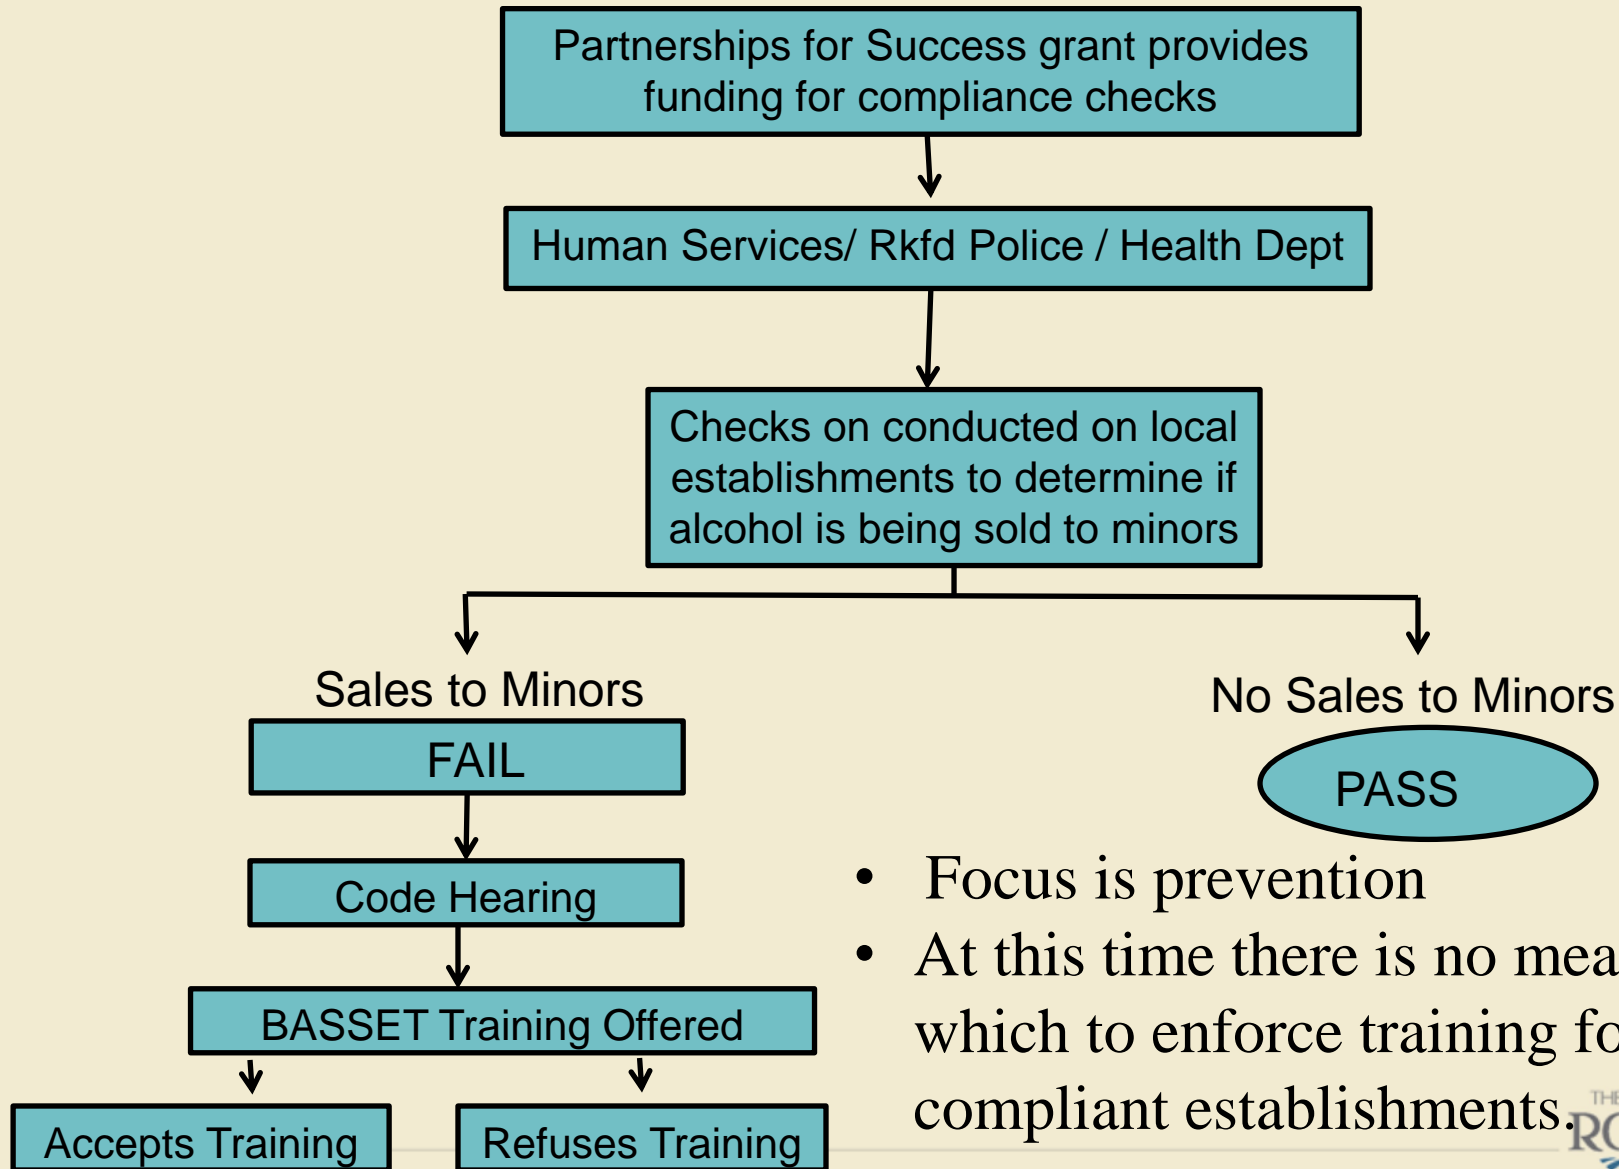 Partnerships for Success grant provides
funding for compliance checks
Human Services/ Rkfd Police / Health Dept
Checks on conducted on local
establishments to determine if
alcohol is being sold to minors
Sales to Minors
No Sales to Minors
FAIL
PASS
Code Hearing
BASSET Training Offered
Accepts Training
Refuses Training
• Focus is prevention
• At this time there is no
which to enforce training
compliant establishments.